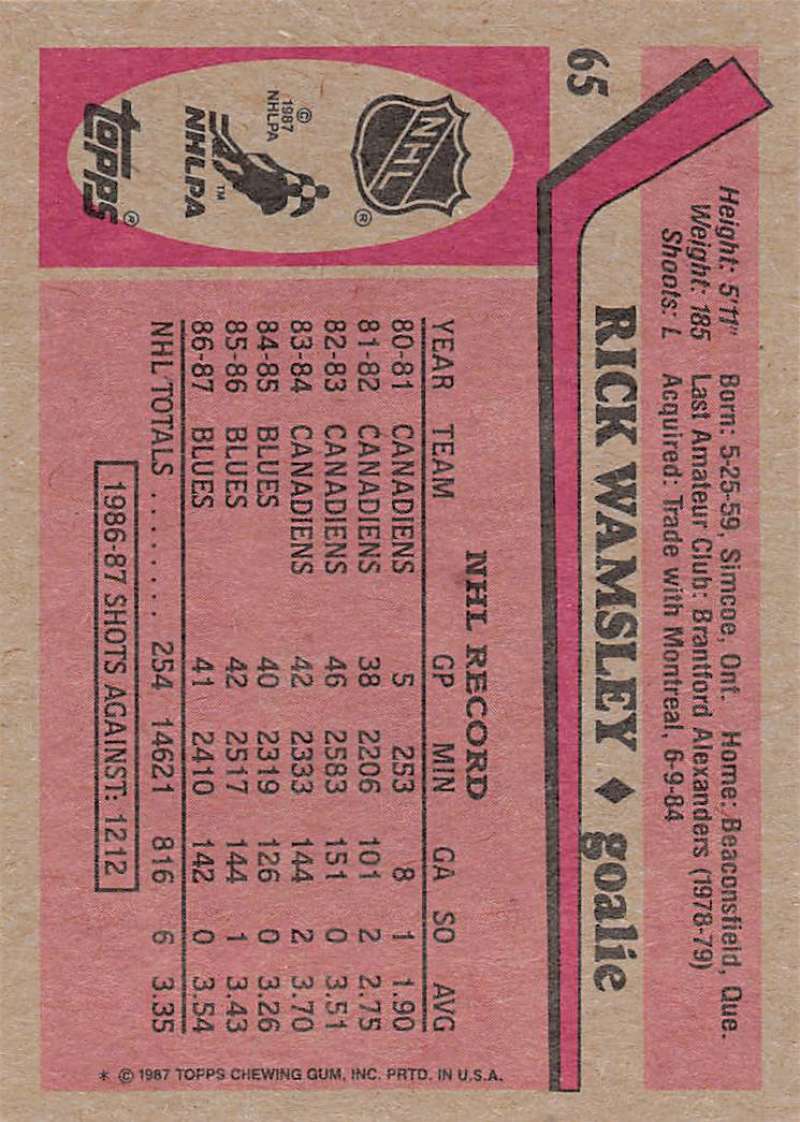 65
Height: 5'11" Born: 5-25-59, Simcoe, Ont. Home: Beaconsfield, Que.
Weight: 185 Last Amateur Club: Brantford Alexanders (1978-79)
Shoots: L Acquired: Trade with Montreal, 6-9-84
RICK WAMSLEY ♦ goalie
NHL ®
© 1987 NHLPA
NHLPA ™
TOPPS ®
NHL RECORD
YEAR TEAM GP MIN GA SO AVG
80-81 CANADIENS 5 253 8 1 1.90
81-82 CANADIENS 38 2206 101 2 2.75
82-83 CANADIENS 46 2583 151 0 3.51
83-84 CANADIENS 42 2333 144 2 3.70
84-85 BLUES 40 2319 126 0 3.26
85-86 BLUES 42 2517 144 1 3.43
86-87 BLUES 41 2410 142 0 3.54
NHL TOTALS ........ 254 14621 816 6 3.35
1986-87 SHOTS AGAINST: 1212
* © 1987 TOPPS CHEWING GUM, INC. PRTD. IN U.S.A.